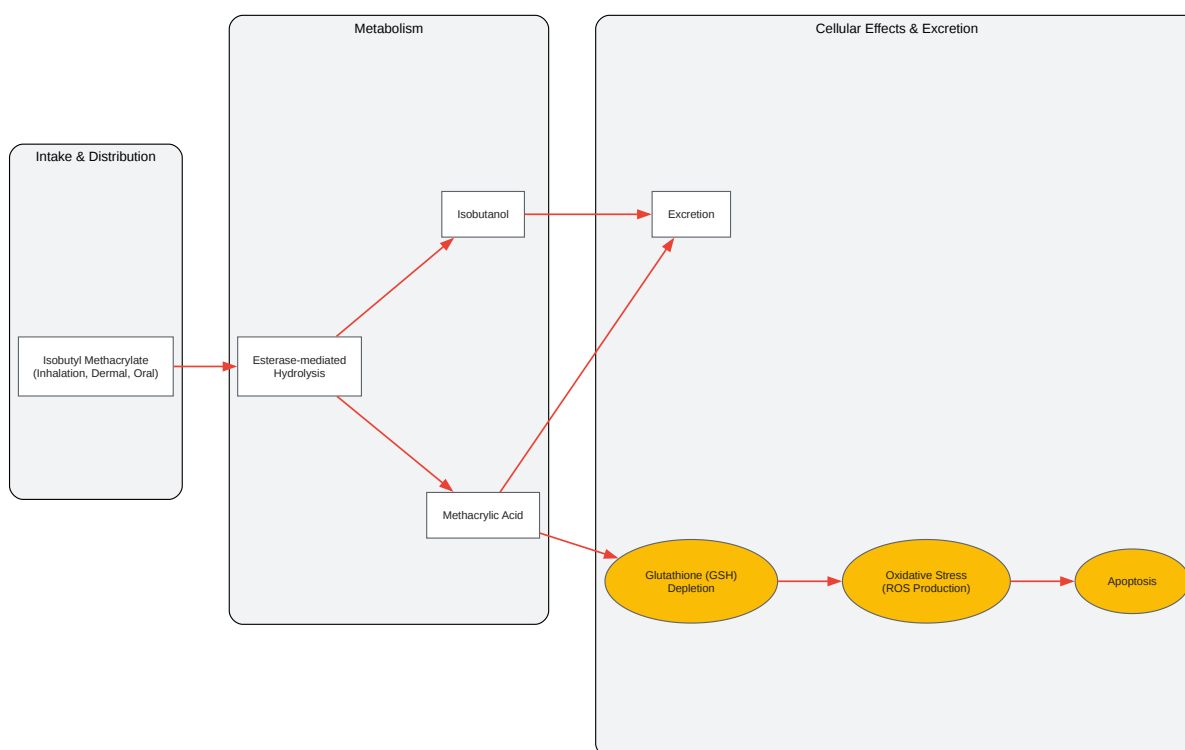 Intake & Distribution
Isobutyl Methacrylate
(Inhalation, Dermal, Oral)
Metabolism
Esterase-mediated
Hydrolysis
Isobutanol
Methacrylic Acid
Cellular Effects & Excretion
Excretion
Glutathione (GSH)
Depletion
Oxidative Stress
(ROS Production)
Apoptosis